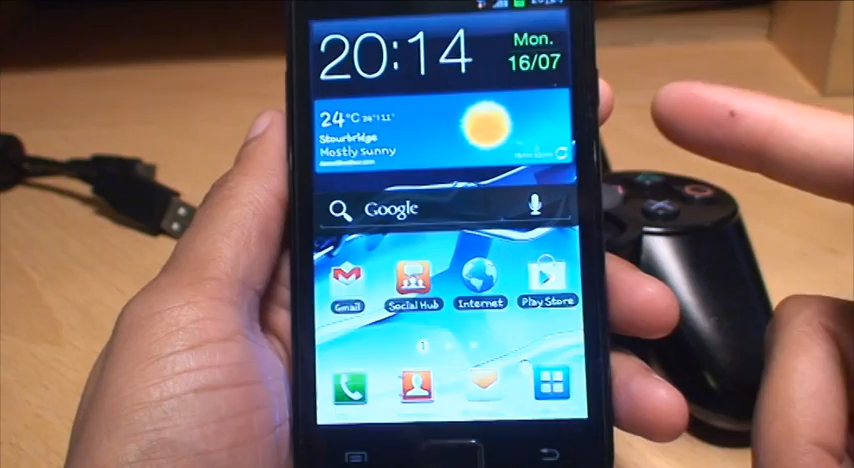 20:14
Mon.
16/07
24°C
Stourbridge
Mostly sunny
Google
Gmail
Social Hub
Internet
Play Store
1